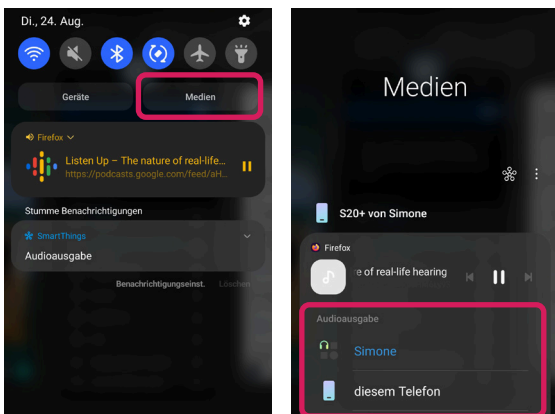 Di., 24. Aug.
Geräte
Medien
Firefox
Listen Up – The nature of real-life...
https://podcasts.google.com/feed/aH...
Stumme Benachrichtigungen
SmartThings
Audioausgabe
Benachrichtigungseinst.
Löschen
Medien
S20+ von Simone
Firefox
re of real-life hearing
Audioausgabe
Simone
diesem Telefon